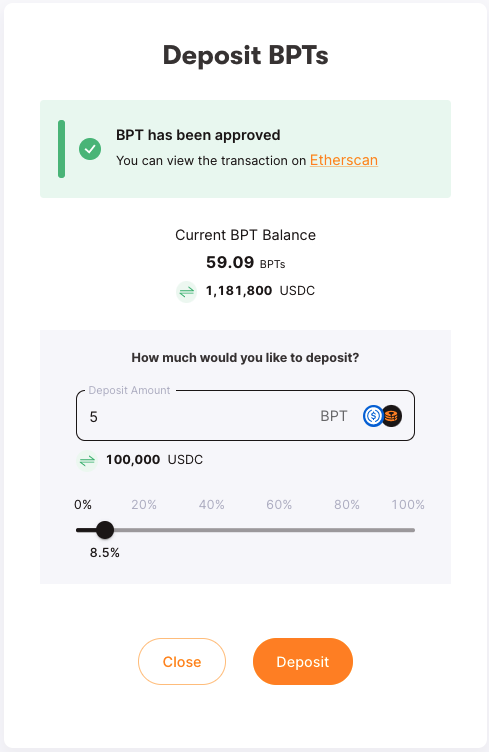 Deposit BPTs
BPT has been approved
You can view the transaction on Etherscan
Current BPT Balance
59.09 BPTs
1,181,800 USDC
How much would you like to deposit?
Deposit Amount
5 BPT
100,000 USDC
0% 20% 40% 60% 80% 100%
8.5%
Close Deposit